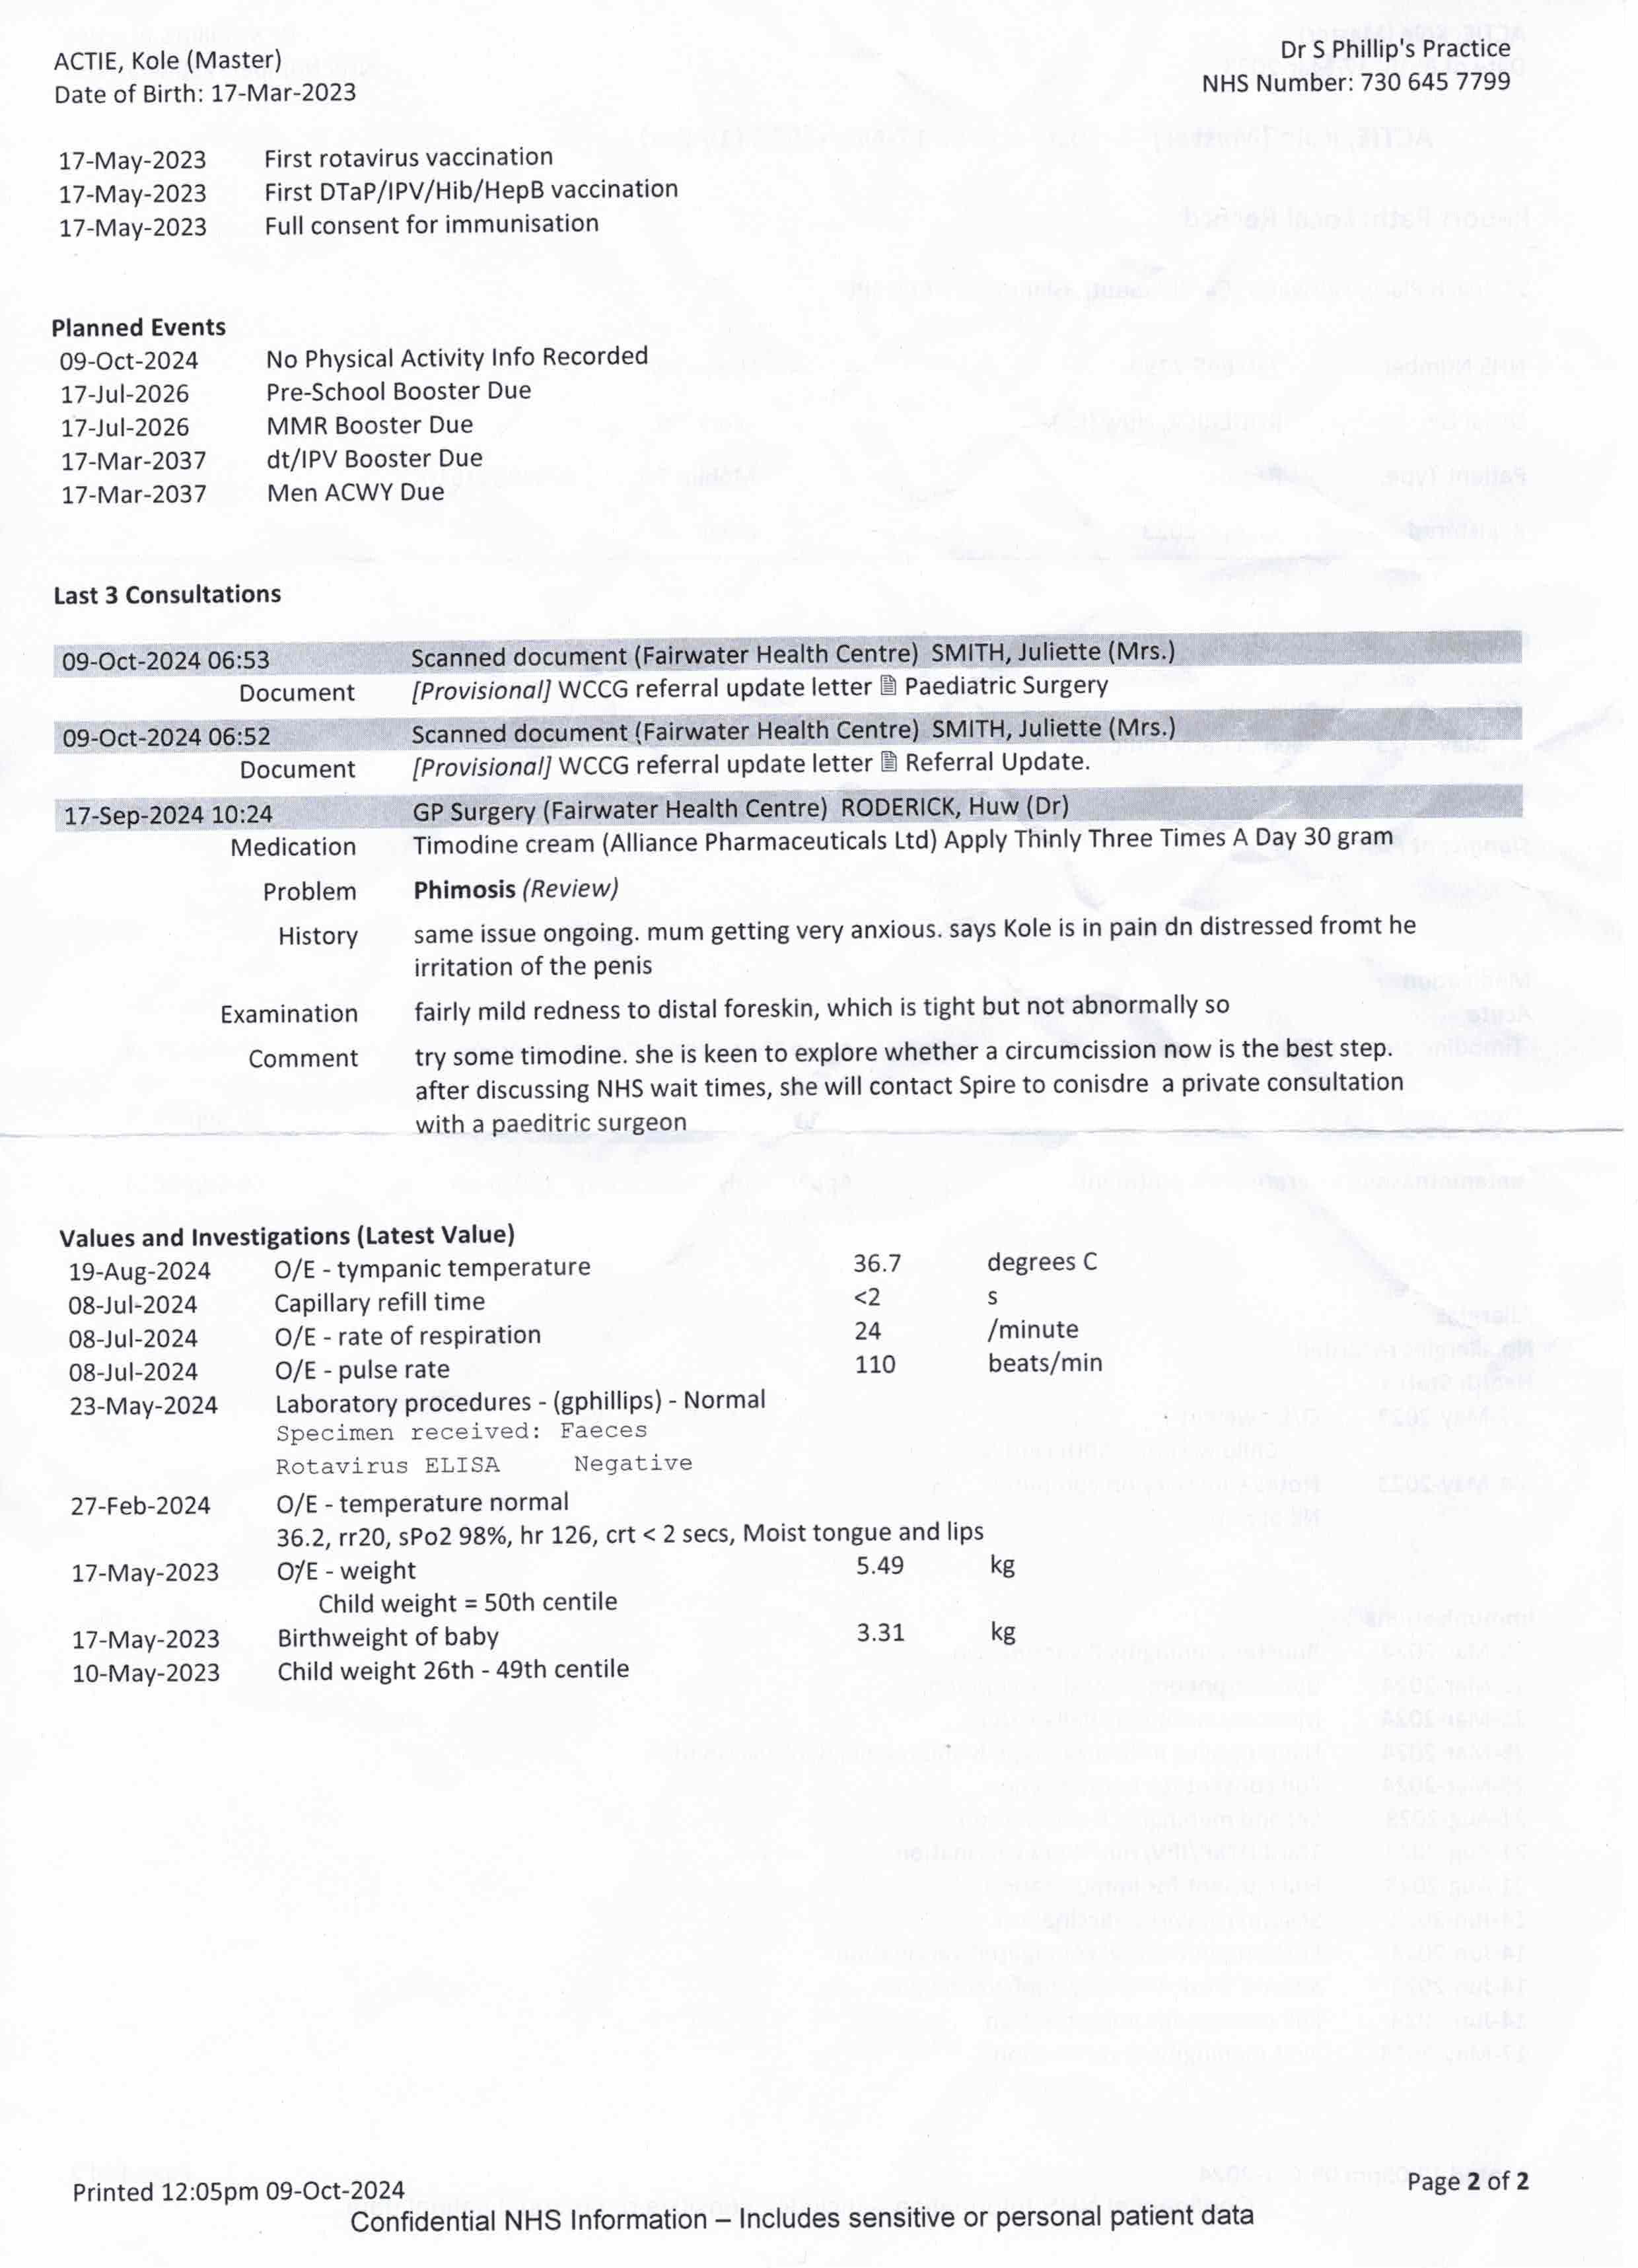 ACTIE, Kole (Master)
Dr S Phillip's Practice
Date of Birth: 17-Mar-2023
NHS Number: 730 645 7799
17-May-2023 First rotavirus vaccination
17-May-2023 First DTaP/IPV/Hib/HepB vaccination
17-May-2023 Full consent for immunisation
Planned Events
09-Oct-2024 No Physical Activity Info Recorded
17-Jul-2026 Pre-School Booster Due
17-Jul-2026 MMR Booster Due
17-Mar-2037 dt/IPV Booster Due
17-Mar-2037 Men ACWY Due
Last 3 Consultations
09-Oct-2024 06:53 Scanned document (Fairwater Health Centre) SMITH, Juliette (Mrs.)
Document [Provisional] WCCG referral update letter Paediatric Surgery
09-Oct-2024 06:52 Scanned document (Fairwater Health Centre) SMITH, Juliette (Mrs.)
Document [Provisional] WCCG referral update letter Referral Update.
17-Sep-2024 10:24 GP Surgery (Fairwater Health Centre) RODERICK, Huw (Dr)
Medication Timodine cream (Alliance Pharmaceuticals Ltd) Apply Thinly Three Times A Day 30 gram
Problem Phimosis (Review)
History same issue ongoing. mum getting very anxious. says Kole is in pain dn distressed fromt he
irritation of the penis
Examination fairly mild redness to distal foreskin, which is tight but not abnormally so
Comment try some timodine. she is keen to explore whether a circumcission now is the best step.
after discussing NHS wait times, she will contact Spire to conisdre a private consultation
with a paeditric surgeon
Values and Investigations (Latest Value)
19-Aug-2024 O/E - tympanic temperature 36.7 degrees C
08-Jul-2024 Capillary refill time <2 s
08-Jul-2024 O/E - rate of respiration 24 /minute
08-Jul-2024 O/E - pulse rate 110 beats/min
23-May-2024 Laboratory procedures - (gphillips) - Normal
Specimen received: Faeces
Rotavirus ELISA Negative
27-Feb-2024 O/E - temperature normal
36.2, rr20, sPo2 98%, hr 126, crt < 2 secs, Moist tongue and lips
17-May-2023 O/E - weight 5.49 kg
Child weight = 50th centile
17-May-2023 Birthweight of baby 3.31 kg
10-May-2023 Child weight 26th - 49th centile
Printed 12:05pm 09-Oct-2024
Page 2 of 2
Confidential NHS Information – Includes sensitive or personal patient data